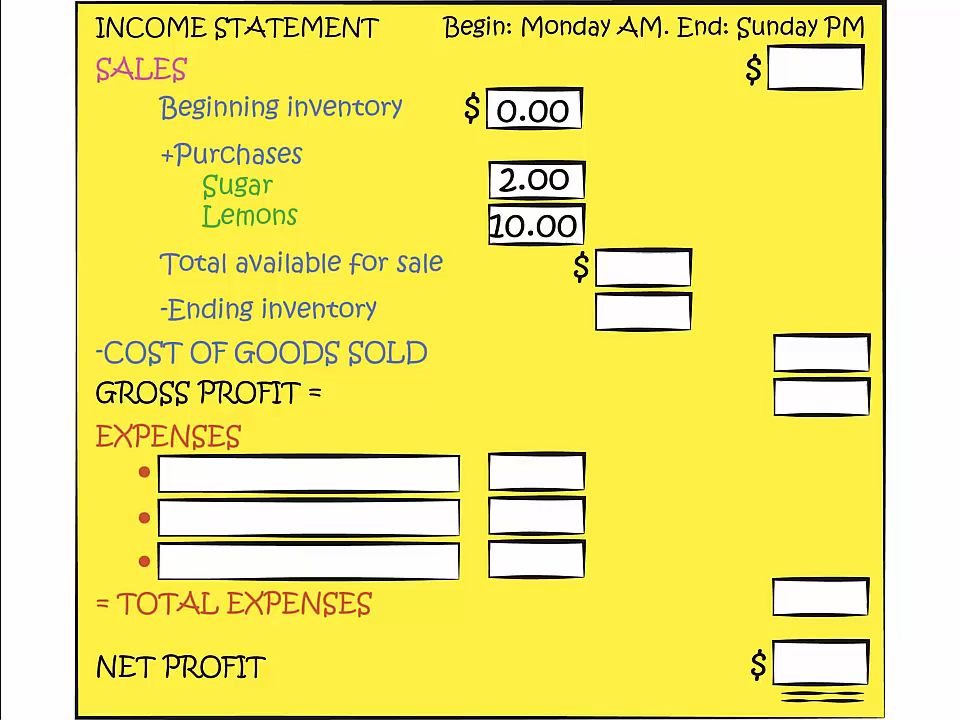 INCOME STATEMENT Begin: Monday AM. End: Sunday PM
SALES $
Beginning inventory $ 0.00
+Purchases
Sugar 2.00
Lemons 10.00
Total available for sale $
-Ending inventory
-COST OF GOODS SOLD
GROSS PROFIT =
EXPENSES
= TOTAL EXPENSES
NET PROFIT $